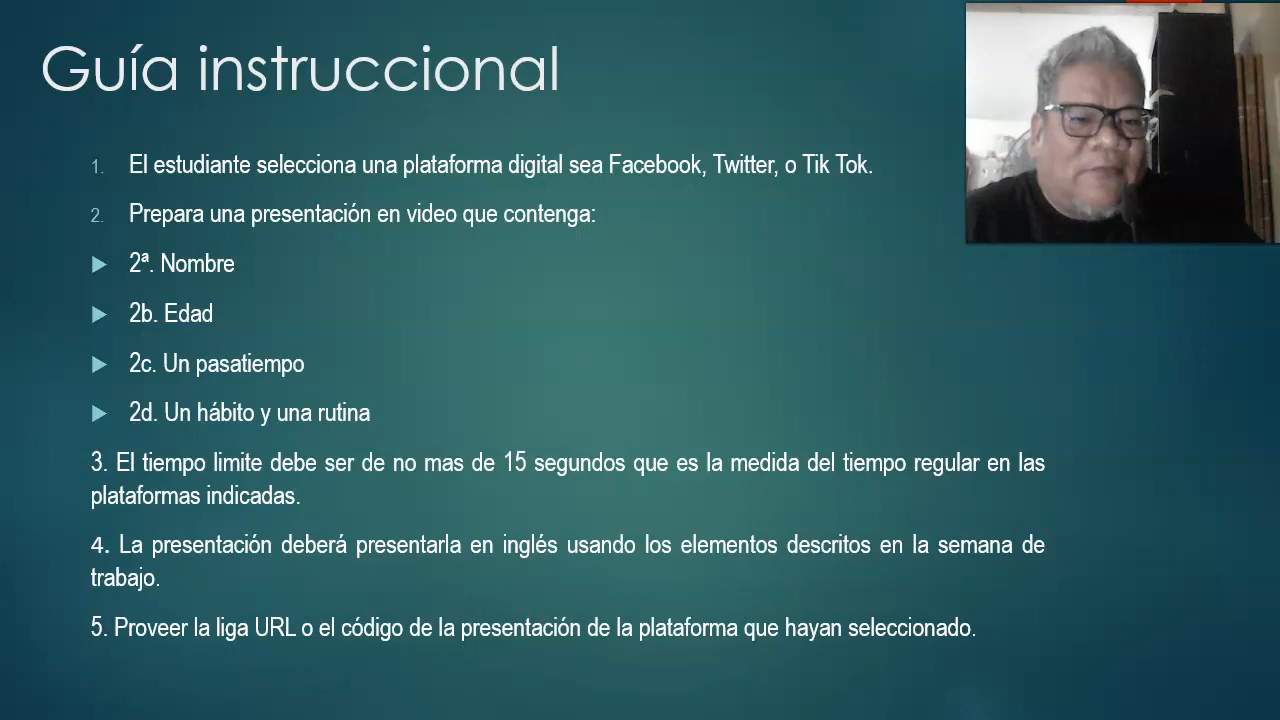 Guía instruccional
1. El estudiante selecciona una plataforma digital sea Facebook, Twitter, o Tik Tok.
2. Prepara una presentación en video que contenga:
2ª. Nombre
2b. Edad
2c. Un pasatiempo
2d. Un hábito y una rutina
3. El tiempo limite debe ser de no mas de 15 segundos que es la medida del tiempo regular en las
plataformas indicadas.
4. La presentación deberá presentarla en inglés usando los elementos descritos en la semana de
trabajo.
5. Proveer la liga URL o el código de la presentación de la plataforma que hayan seleccionado.